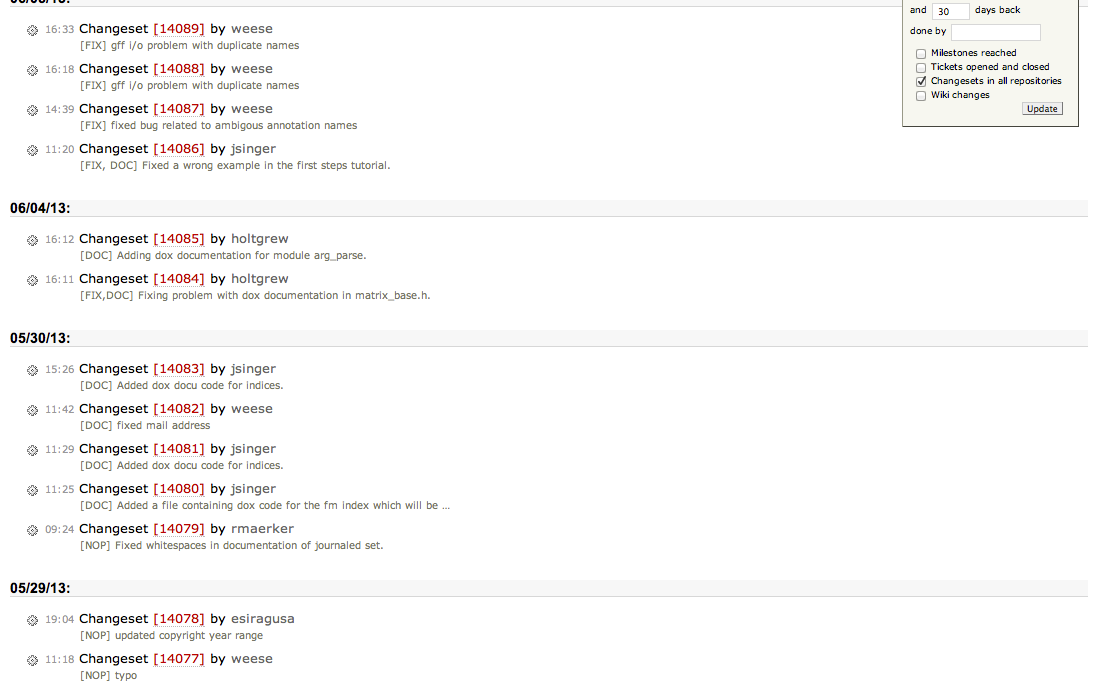 16:33 Changeset [14089] by weese
[FIX] gff i/o problem with duplicate names
16:18 Changeset [14088] by weese
[FIX] gff i/o problem with duplicate names
14:39 Changeset [14087] by weese
[FIX] fixed bug related to ambigous annotation names
11:20 Changeset [14086] by jsinger
[FIX, DOC] Fixed a wrong example in the first steps tutorial.
and 30 days back
done by
Milestones reached
Tickets opened and closed
Changesets in all repositories
Wiki changes
Update
06/04/13:
16:12 Changeset [14085] by holtgrew
[DOC] Adding dox documentation for module arg_parse.
16:11 Changeset [14084] by holtgrew
[FIX,DOC] Fixing problem with dox documentation in matrix_base.h.
05/30/13:
15:26 Changeset [14083] by jsinger
[DOC] Added dox docu code for indices.
11:42 Changeset [14082] by weese
[DOC] fixed mail address
11:29 Changeset [14081] by jsinger
[DOC] Added dox docu code for indices.
11:25 Changeset [14080] by jsinger
[DOC] Added a file containing dox code for the fm index which will be ...
09:24 Changeset [14079] by rmaerker
[NOP] Fixed whitespaces in documentation of journaled set.
05/29/13:
19:04 Changeset [14078] by esiragusa
[NOP] updated copyright year range
11:18 Changeset [14077] by weese
[NOP] typo